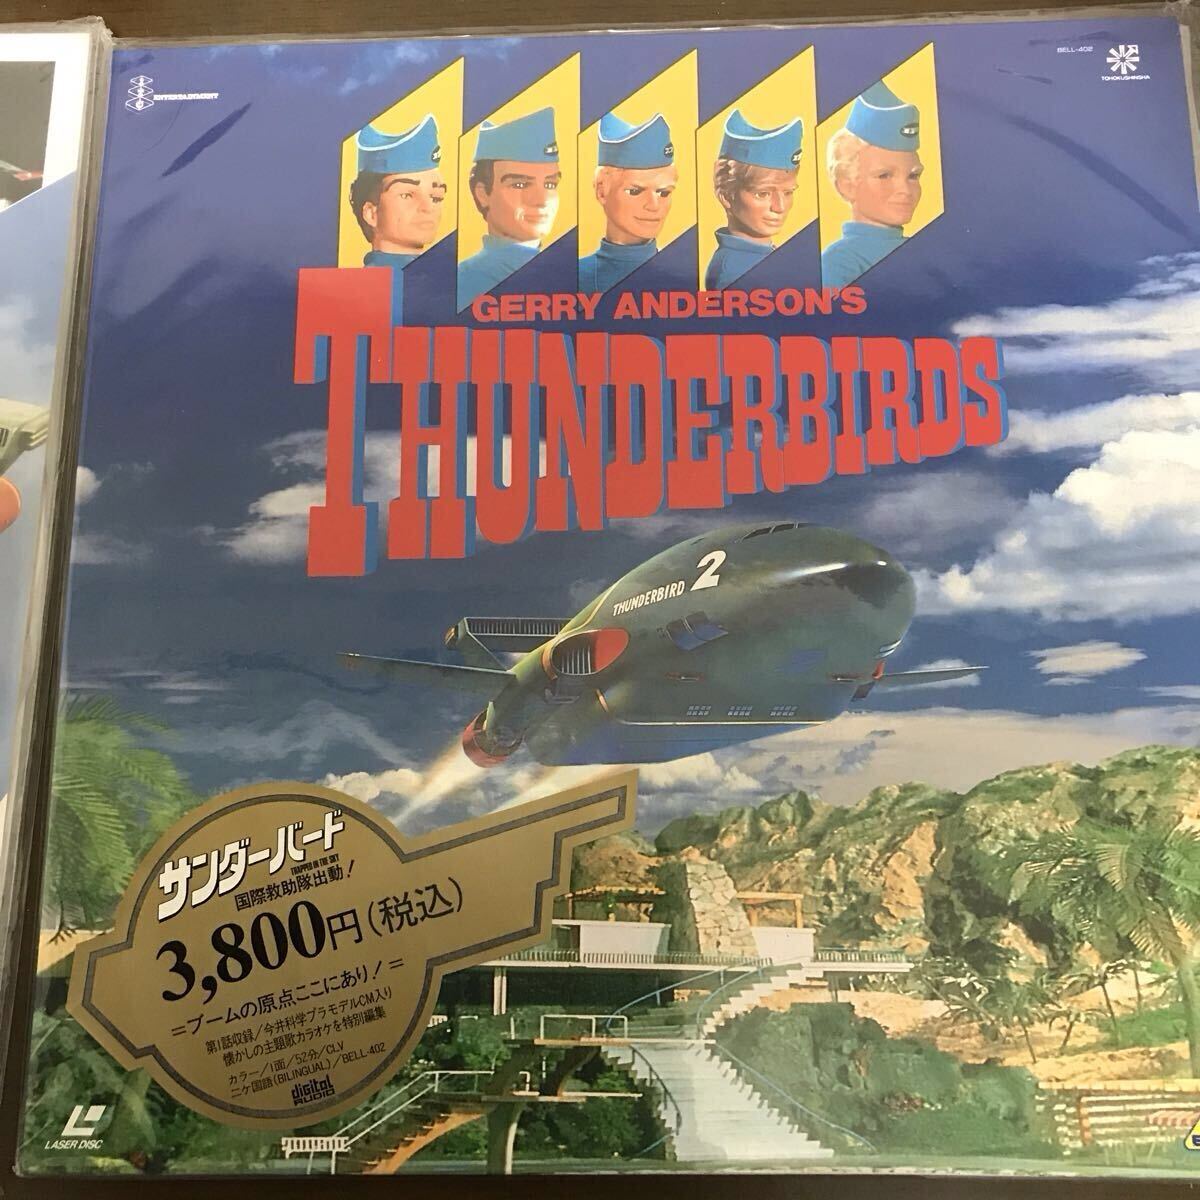 ENTERTAINMENT
BELL-402
TOHOKUSHINSHA
GERRY ANDERSON'S
THUNDERBIRDS
THUNDERBIRD 2
サンダーバード
TRAPPED IN THE SKY
国際救助隊出動!
3,800円(税込)
=ブームの原点ここにあり!=
第1話収録/今井科学プラモデルCM入り
懐かしの主題歌カラオケを特別編集
カラー/1面/52分/CLV
ニケ国語(BILINGUAL)/BELL-402
digital AUDIO
LASER DISC